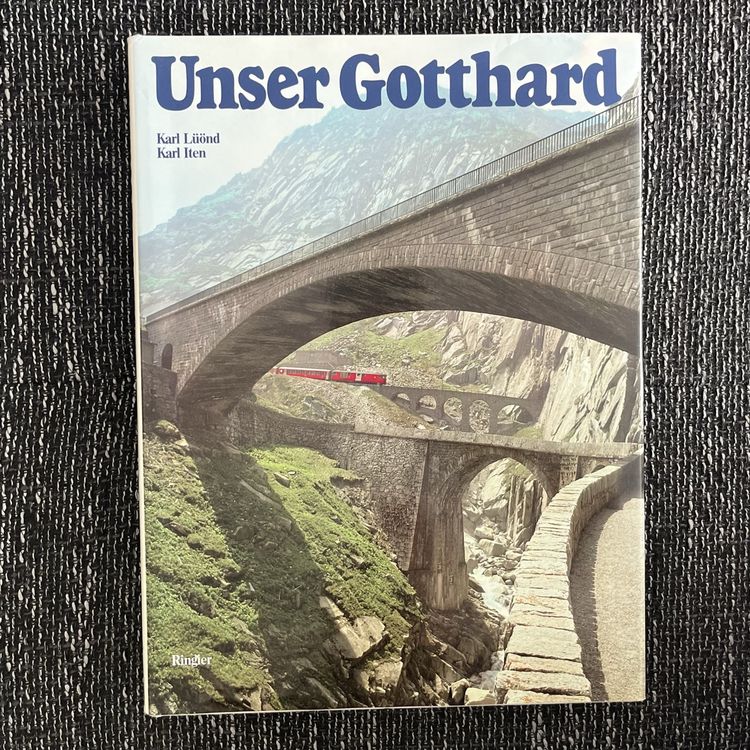 Unser Gotthard
Karl Lüönd
Karl Iten
Ringier